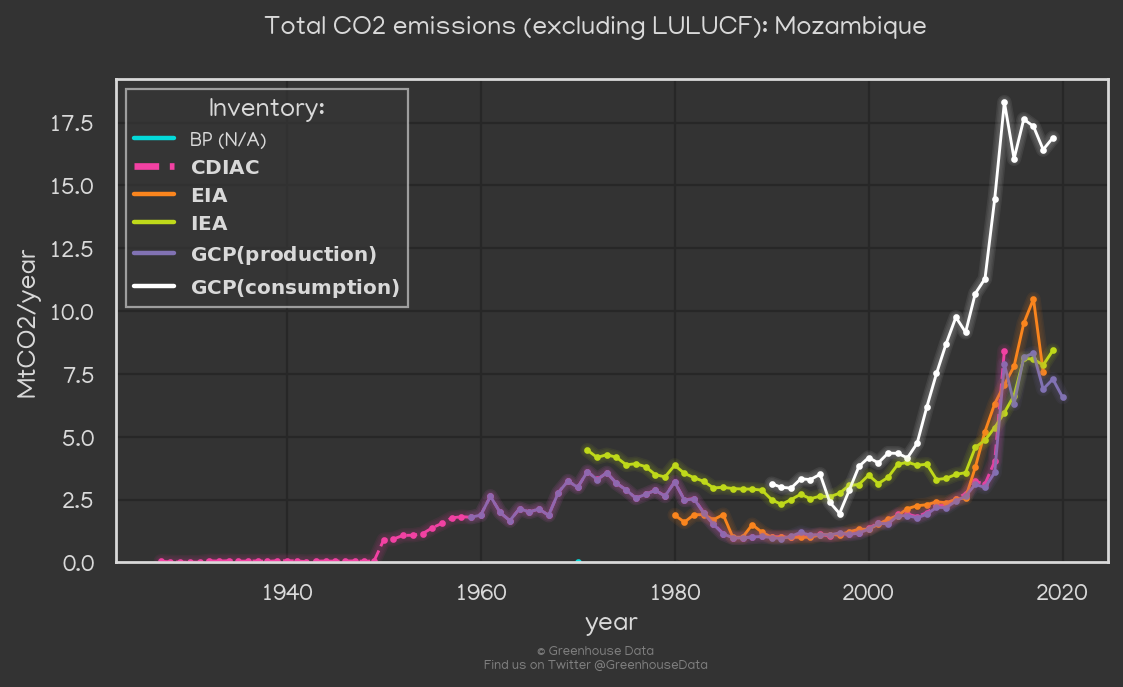 Total CO2 emissions (excluding LULUCF): Mozambique
Inventory:
BP (N/A)
CDIAC
EIA
IEA
GCP(production)
GCP(consumption)
MtCO2/year
17.5
15.0
12.5
10.0
7.5
5.0
2.5
0.0
1940 1960 1980 2000 2020
year
© Greenhouse Data
Find us on Twitter @GreenhouseData